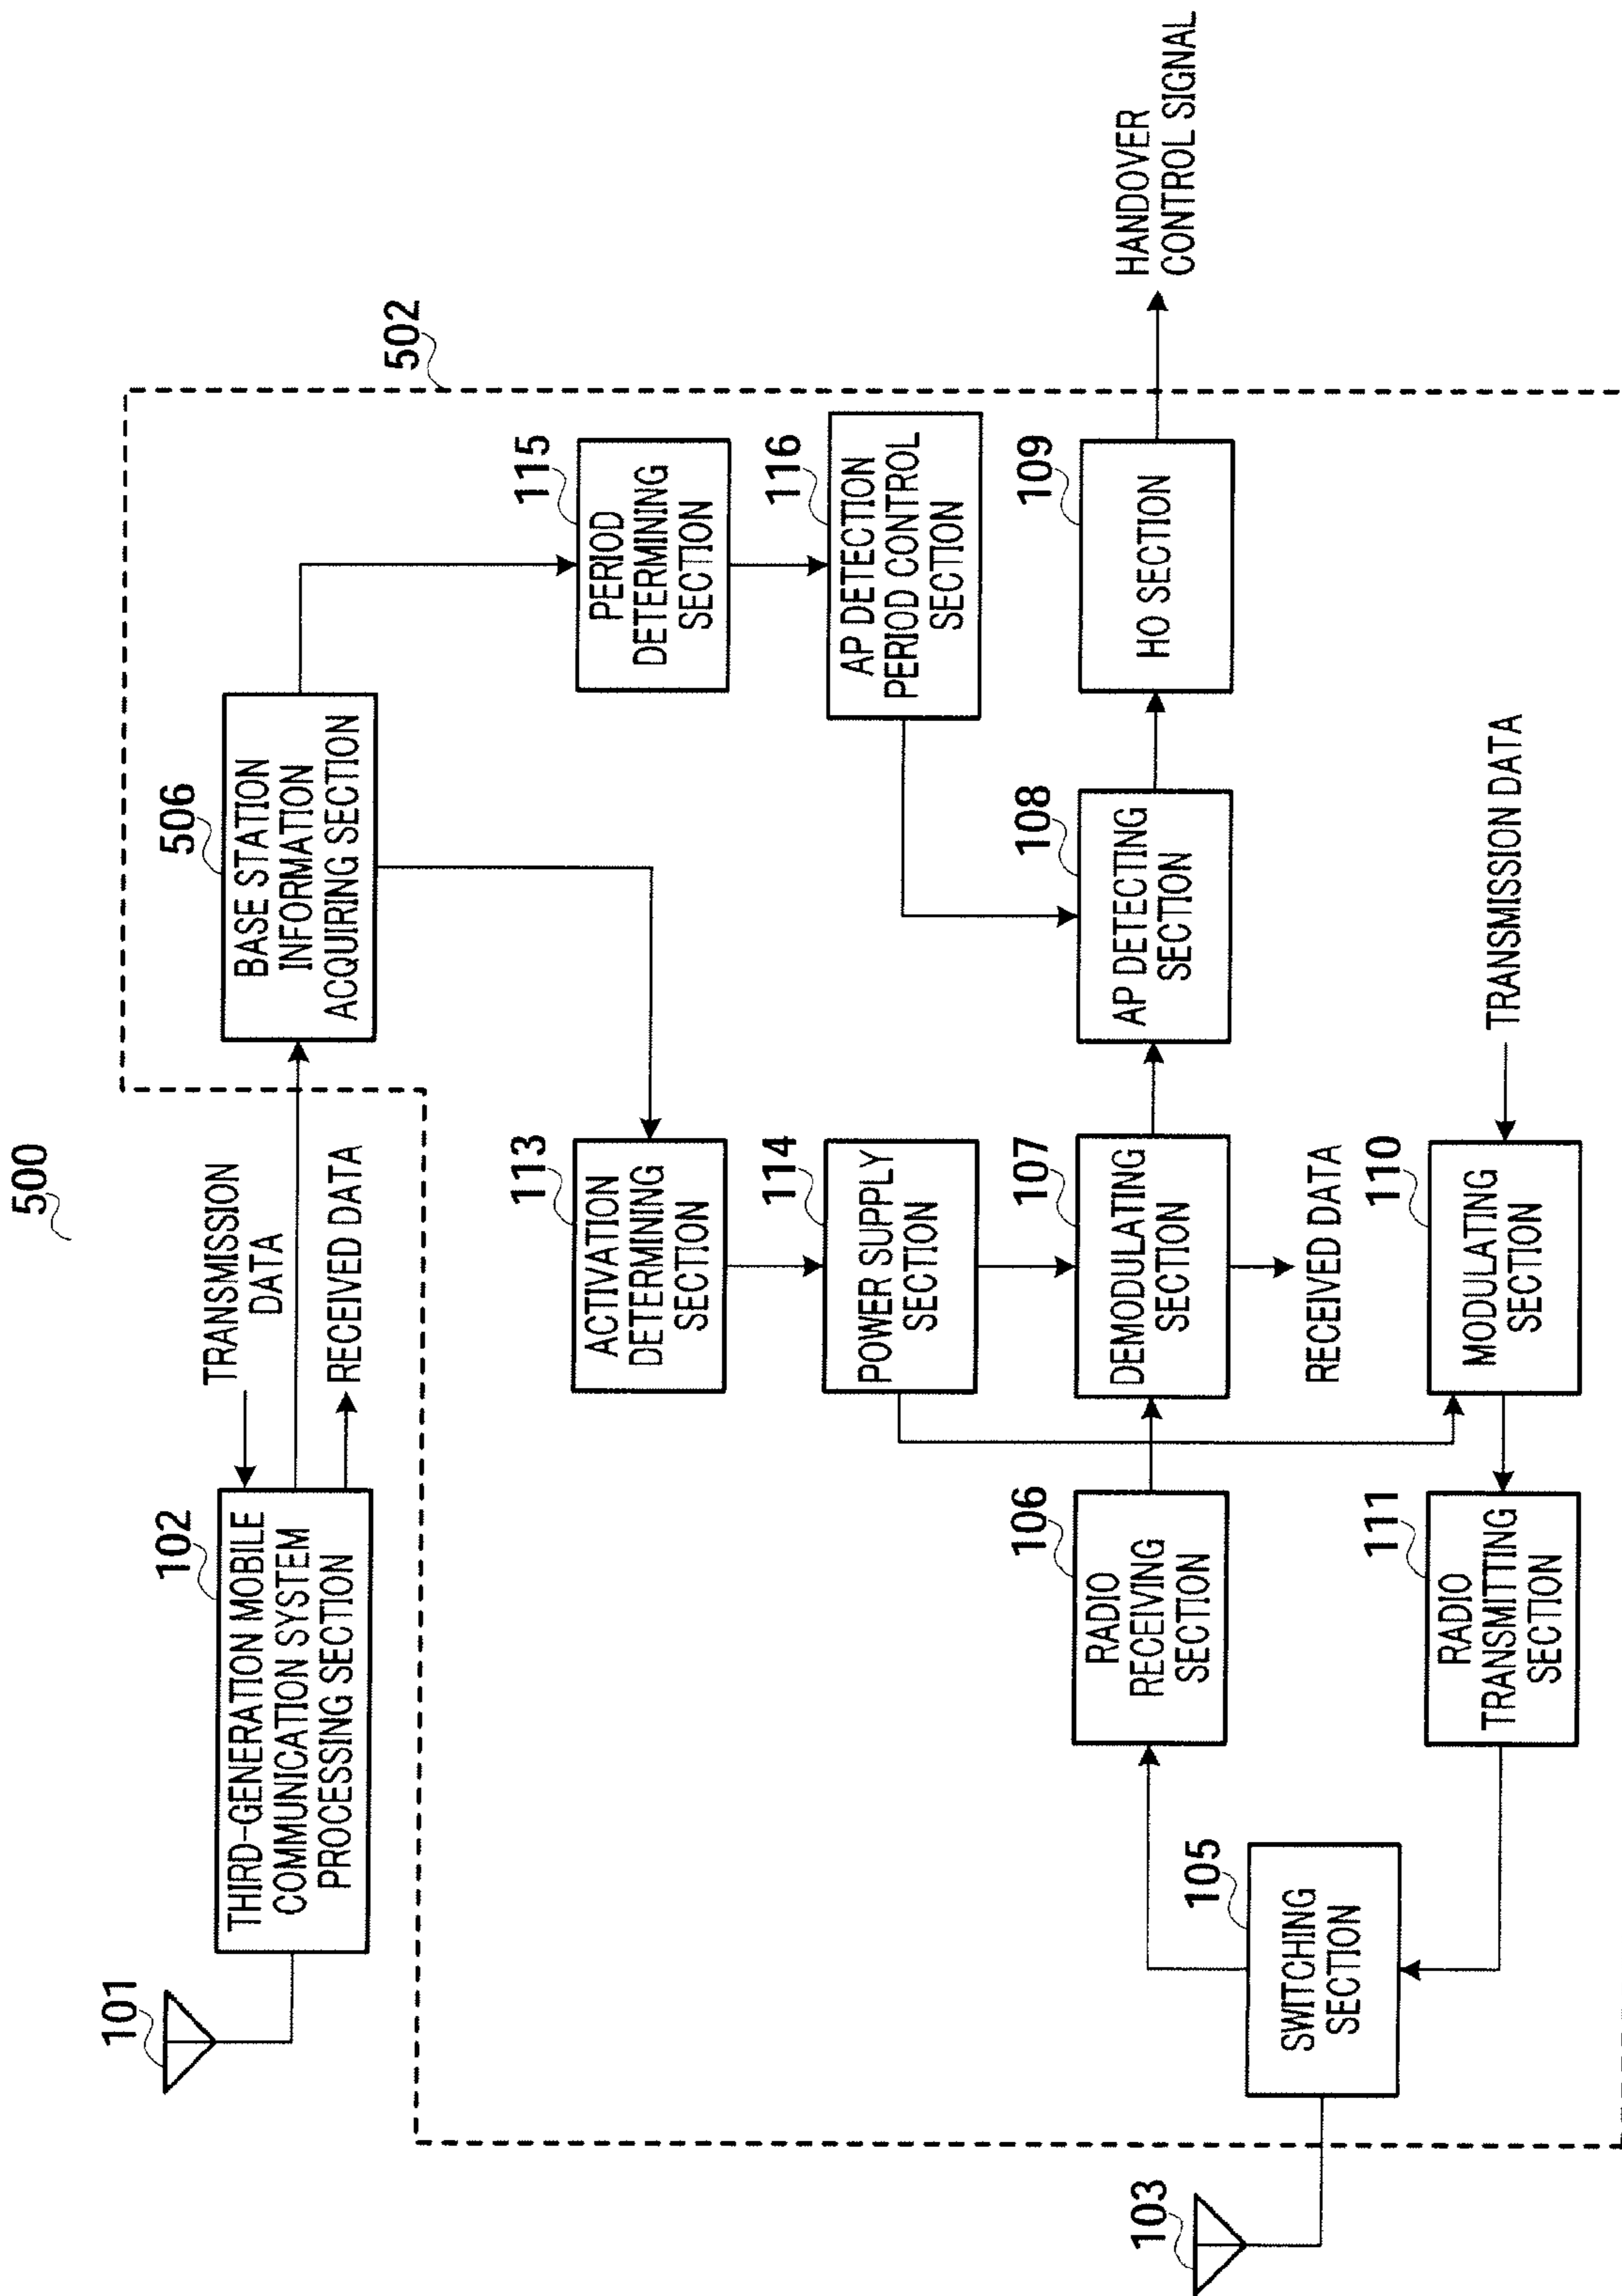 500
101
102
THIRD-GENERATION MOBILE
COMMUNICATION SYSTEM
PROCESSING SECTION
TRANSMISSION
DATA
RECEIVED DATA
506
BASE STATION
INFORMATION
ACQUIRING SECTION
502
113
ACTIVATION
DETERMINING
SECTION
115
PERIOD
DETERMINING
SECTION
114
POWER SUPPLY
SECTION
116
AP DETECTION
PERIOD CONTROL
SECTION
103
105
SWITCHING
SECTION
106
RADIO
RECEIVING
SECTION
107
DEMODULATING
SECTION
108
AP DETECTING
SECTION
109
HO SECTION
HANDOVER
CONTROL SIGNAL
RECEIVED DATA
111
RADIO
TRANSMITTING
SECTION
110
MODULATING
SECTION
TRANSMISSION DATA